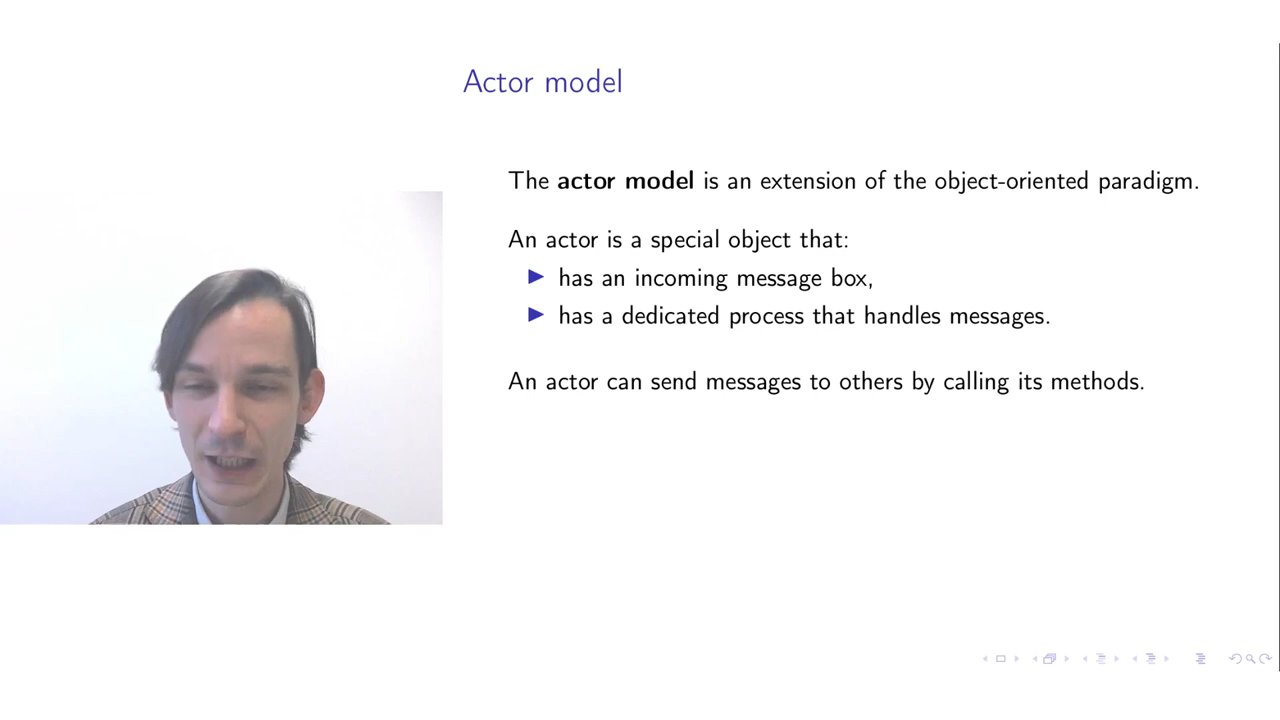 Actor model
The actor model is an extension of the object-oriented paradigm.
An actor is a special object that:
has an incoming message box,
has a dedicated process that handles messages.
An actor can send messages to others by calling its methods.